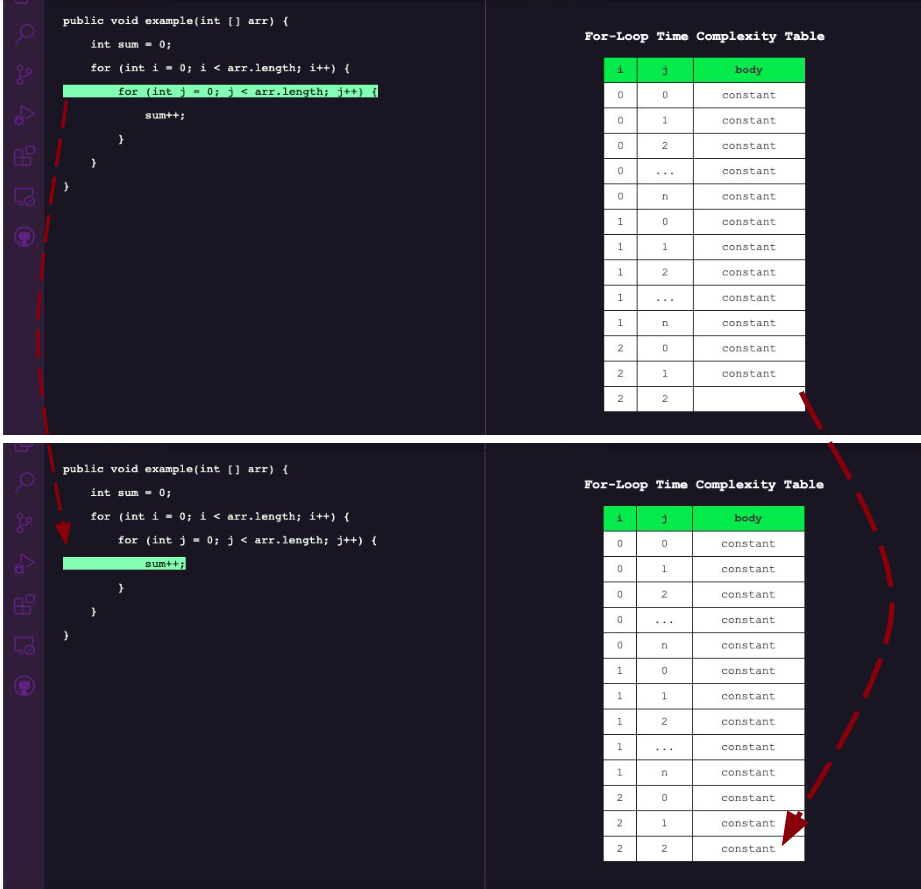 public void example(int [] arr) {
int sum = 0;
for (int i = 0; i < arr.length; i++) {
for (int j = 0; j < arr.length; j++) {
sum++;
}
}
}
For-Loop Time Complexity Table
i j body
0 0 constant
0 1 constant
0 2 constant
0 ... constant
0 n constant
1 0 constant
1 1 constant
1 2 constant
1 ... constant
1 n constant
2 0 constant
2 1 constant
2 2
public void example(int [] arr) {
int sum = 0;
for (int i = 0; i < arr.length; i++) {
for (int j = 0; j < arr.length; j++) {
sum++;
}
}
}
For-Loop Time Complexity Table
i j body
0 0 constant
0 1 constant
0 2 constant
0 ... constant
0 n constant
1 0 constant
1 1 constant
1 2 constant
1 ... constant
1 n constant
2 0 constant
2 1 constant
2 2 constant